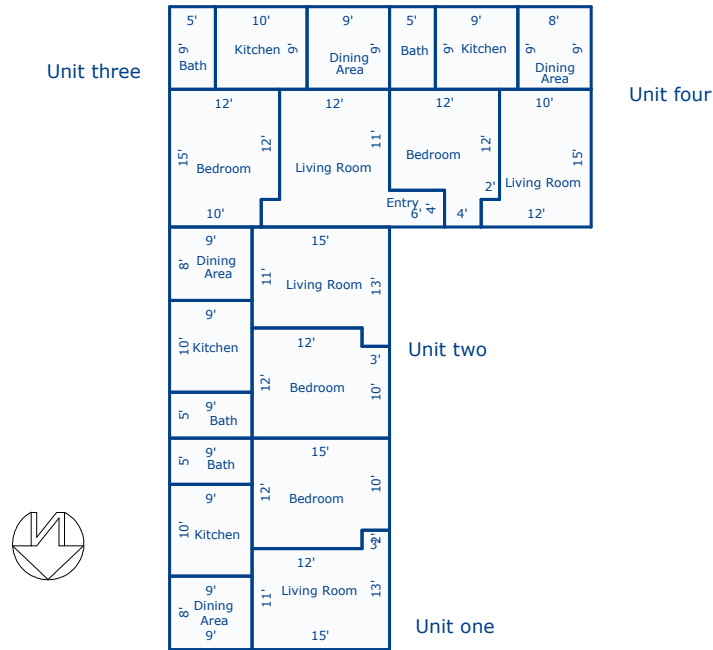 5' 10' 9' 5' 9' 8'
9' Kitchen 9' 9' 9' Kitchen 9' 9'
Bath Dining Bath Dining
Area Area
Unit three
Unit four
12' 12' 12' 10'
15' 12' 11' 12' 15'
Bedroom Living Room Bedroom Living Room
2'
Entry
10' 6' 4' 4' 12'
9' 15'
8' Dining 11' Living Room 13'
Area
9' 12'
10' Kitchen Unit two
3'
12' Bedroom 10'
5' 9'
Bath
5' 9' 15'
Bath
12' Bedroom 10'
9'
10' Kitchen
3' 2'
12'
9' 11' Living Room 13'
8' Dining
Area
9' 15'
Unit one
N